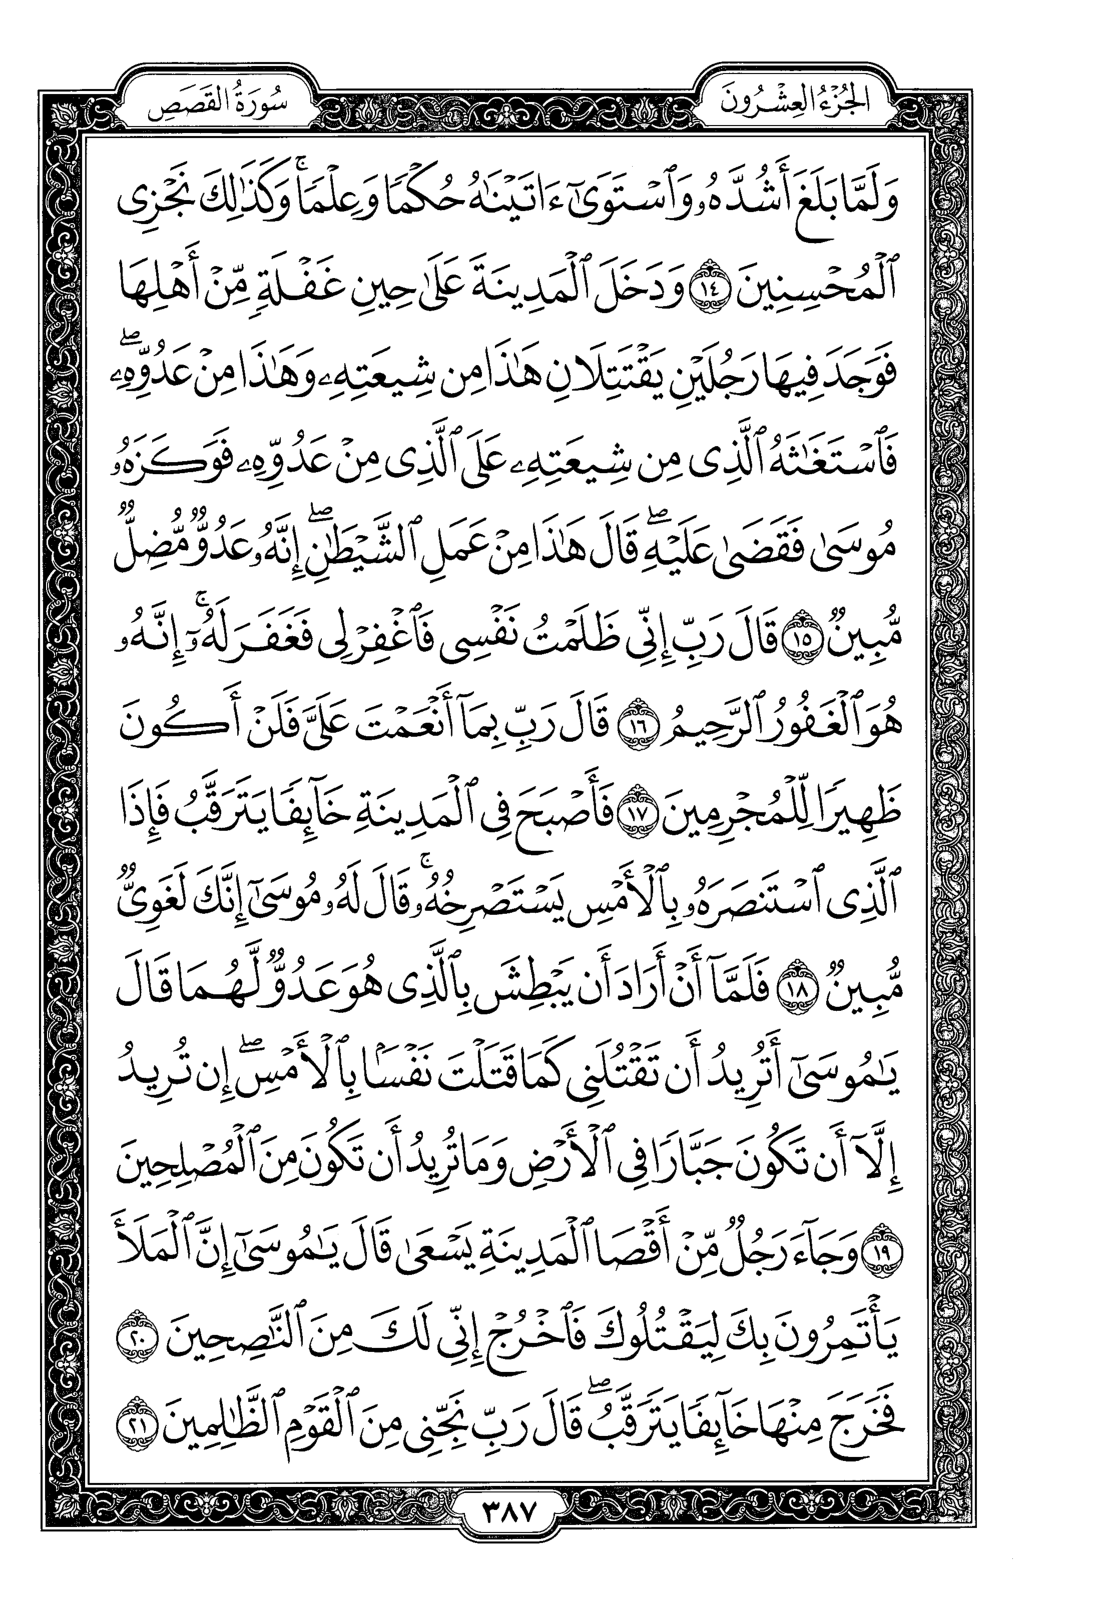 الجُزْءُ العِشْرُونَ
سُورَةُ القَصَصِ
وَلَمَّا بَلَغَ أَشُدَّهُۥ وَٱسْتَوَىٰٓ ءَاتَيْنَٰهُ حُكْمًا وَعِلْمًا ۚ وَكَذَٰلِكَ نَجْزِى
ٱلْمُحْسِنِينَ ١٤ وَدَخَلَ ٱلْمَدِينَةَ عَلَىٰ حِينِ غَفْلَةٍ مِّنْ أَهْلِهَا
فَوَجَدَ فِيهَا رَجُلَيْنِ يَقْتَتِلَانِ هَٰذَا مِن شِيعَتِهِۦ وَهَٰذَا مِنْ عَدُوِّهِۦ ۖ
فَٱسْتَغَٰثَهُ ٱلَّذِى مِن شِيعَتِهِۦ عَلَى ٱلَّذِى مِنْ عَدُوِّهِۦ فَوَكَزَهُۥ
مُوسَىٰ فَقَضَىٰ عَلَيْهِ ۖ قَالَ هَٰذَا مِنْ عَمَلِ ٱلشَّيْطَٰنِ ۖ إِنَّهُۥ عَدُوٌّ مُّضِلٌّ
مُّبِينٌ ١٥ قَالَ رَبِّ إِنِّى ظَلَمْتُ نَفْسِى فَٱغْفِرْ لِى فَغَفَرَ لَهُۥٓ ۚ إِنَّهُۥ
هُوَ ٱلْغَفُورُ ٱلرَّحِيمُ ١٦ قَالَ رَبِّ بِمَآ أَنْعَمْتَ عَلَىَّ فَلَنْ أَكُونَ
ظَهِيرًا لِّلْمُجْرِمِينَ ١٧ فَأَصْبَحَ فِى ٱلْمَدِينَةِ خَآئِفًا يَتَرَقَّبُ فَإِذَا
ٱلَّذِى ٱسْتَنصَرَهُۥ بِٱلْأَمْسِ يَسْتَصْرِخُهُۥ ۚ قَالَ لَهُۥ مُوسَىٰٓ إِنَّكَ لَغَوِىٌّ
مُّبِينٌ ١٨ فَلَمَّآ أَنْ أَرَادَ أَن يَبْطِشَ بِٱلَّذِى هُوَ عَدُوٌّ لَّهُمَا قَالَ
يَٰمُوسَىٰٓ أَتُرِيدُ أَن تَقْتُلَنِى كَمَا قَتَلْتَ نَفْسًۢا بِٱلْأَمْسِ ۖ إِن تُرِيدُ
إِلَّآ أَن تَكُونَ جَبَّارًا فِى ٱلْأَرْضِ وَمَا تُرِيدُ أَن تَكُونَ مِنَ ٱلْمُصْلِحِينَ
١٩ وَجَآءَ رَجُلٌ مِّنْ أَقْصَا ٱلْمَدِينَةِ يَسْعَىٰ قَالَ يَٰمُوسَىٰٓ إِنَّ ٱلْمَلَأَ
يَأْتَمِرُونَ بِكَ لِيَقْتُلُوكَ فَٱخْرُجْ إِنِّى لَكَ مِنَ ٱلنَّٰصِحِينَ ٢٠
فَخَرَجَ مِنْهَا خَآئِفًا يَتَرَقَّبُ ۖ قَالَ رَبِّ نَجِّنِى مِنَ ٱلْقَوْمِ ٱلظَّٰلِمِينَ ٢١
٣٨٧